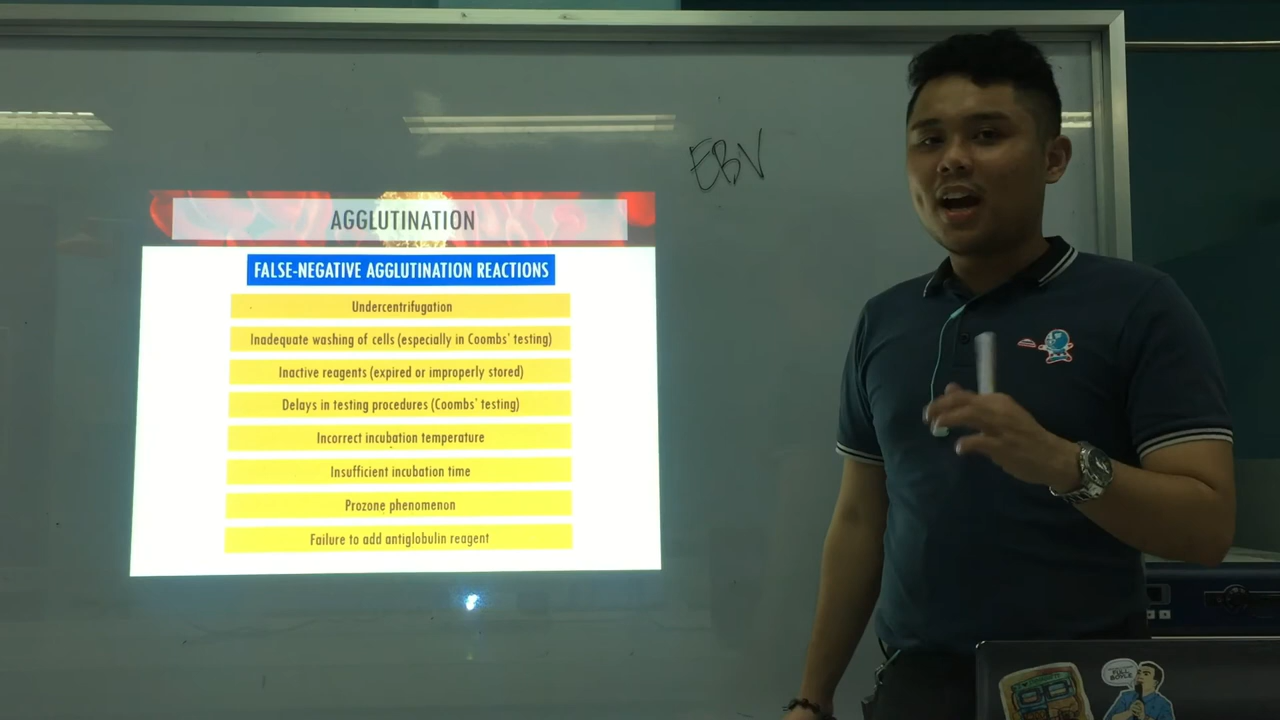 EBV
AGGLUTINATION
FALSE-NEGATIVE AGGLUTINATION REACTIONS
Undercentrifugation
Inadequate washing of cells (especially in Coombs' testing)
Inactive reagents (expired or improperly stored)
Delays in testing procedures (Coombs' testing)
Incorrect incubation temperature
Insufficient incubation time
Prozone phenomenon
Failure to add antiglobulin reagent
FULL
BOYLE